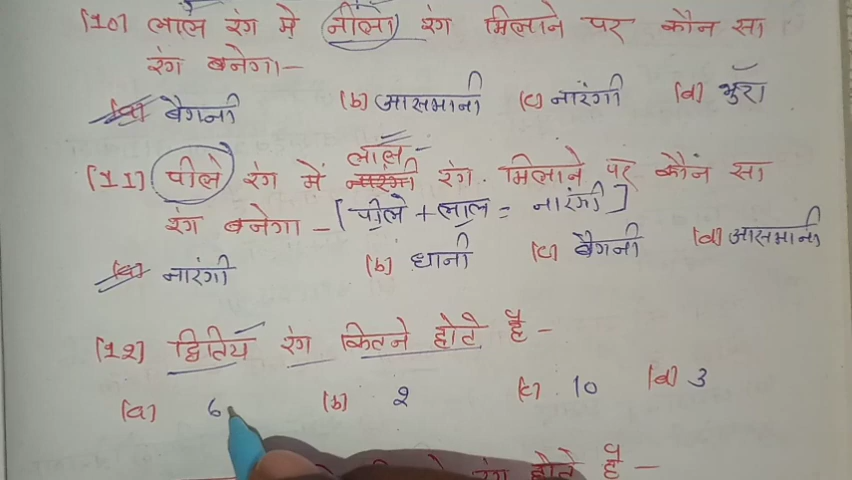 (10) लाल रंग में नीला रंग मिलाने पर कौन सा
रंग बनेगा-
(a) बैगनी (b) आसमानी (c) नारंगी (d) भूरा
लाल-
(11) पीले रंग में रंग मिलाने पर कौन सा
रंग बनेगा - [पीले + लाल = नारंगी]
(a) नारंगी (b) धानी (c) बैगनी (d) आसमानी
(12) द्वितिय रंग कितने होते है -
(a) 6 (b) 2 (c) 10 (d) 3
रंग होते है -